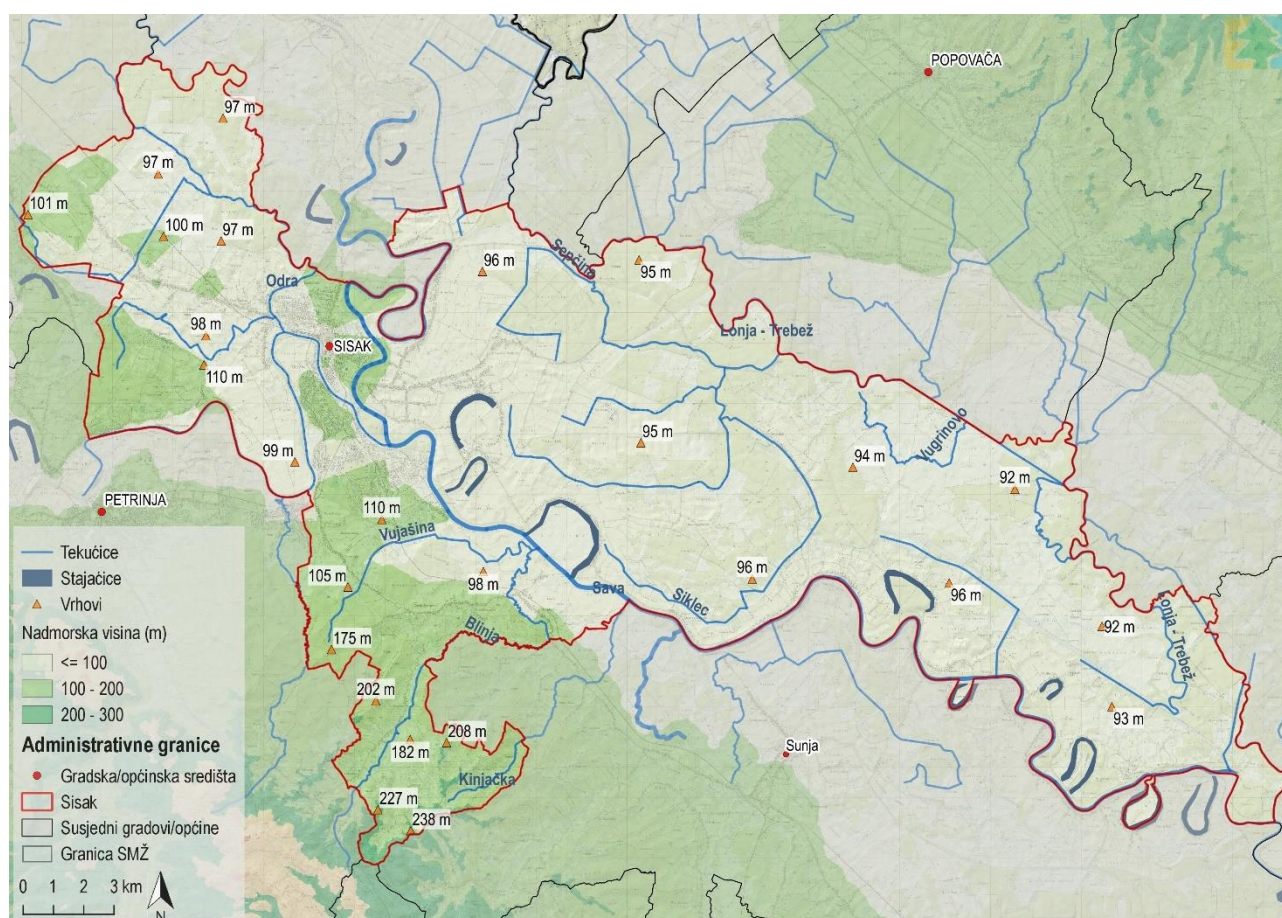 POPOVAČA
97 m
97 m
101 m
100 m
97 m
96 m
Sepčina
95 m
Odra
Lonja - Trebež
98 m
SISAK
110 m
95 m
Vugrinovo
99 m
94 m
92 m
PETRINJA
110 m
Vujašina
98 m
105 m
Sava
Siklec
96 m
96 m
Lonja - Trebež
92 m
Blinja
175 m
202 m
93 m
208 m
182 m
Sunja
Kinjačka
227 m
238 m
Tekućice
Stajaćice
Vrhovi
Nadmorska visina (m)
<= 100
100 - 200
200 - 300
Administrativne granice
Gradska/općinska središta
Sisak
Susjedni gradovi/općine
Granica SMŽ
0 1 2 3 km
N